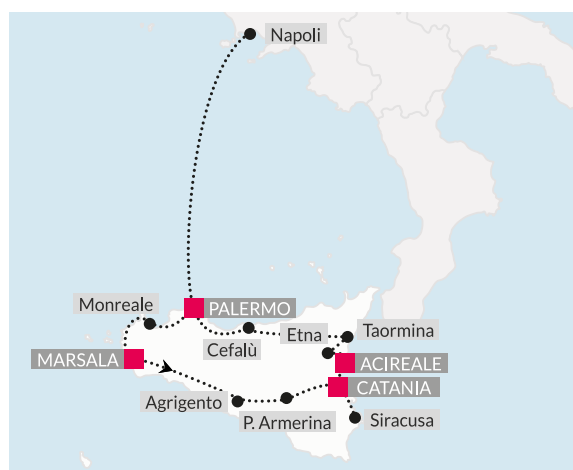 Napoli
Monreale
PALERMO
Cefalù
Etna
Taormina
MARSALA
ACIREALE
CATANIA
Agrigento
P. Armerina
Siracusa